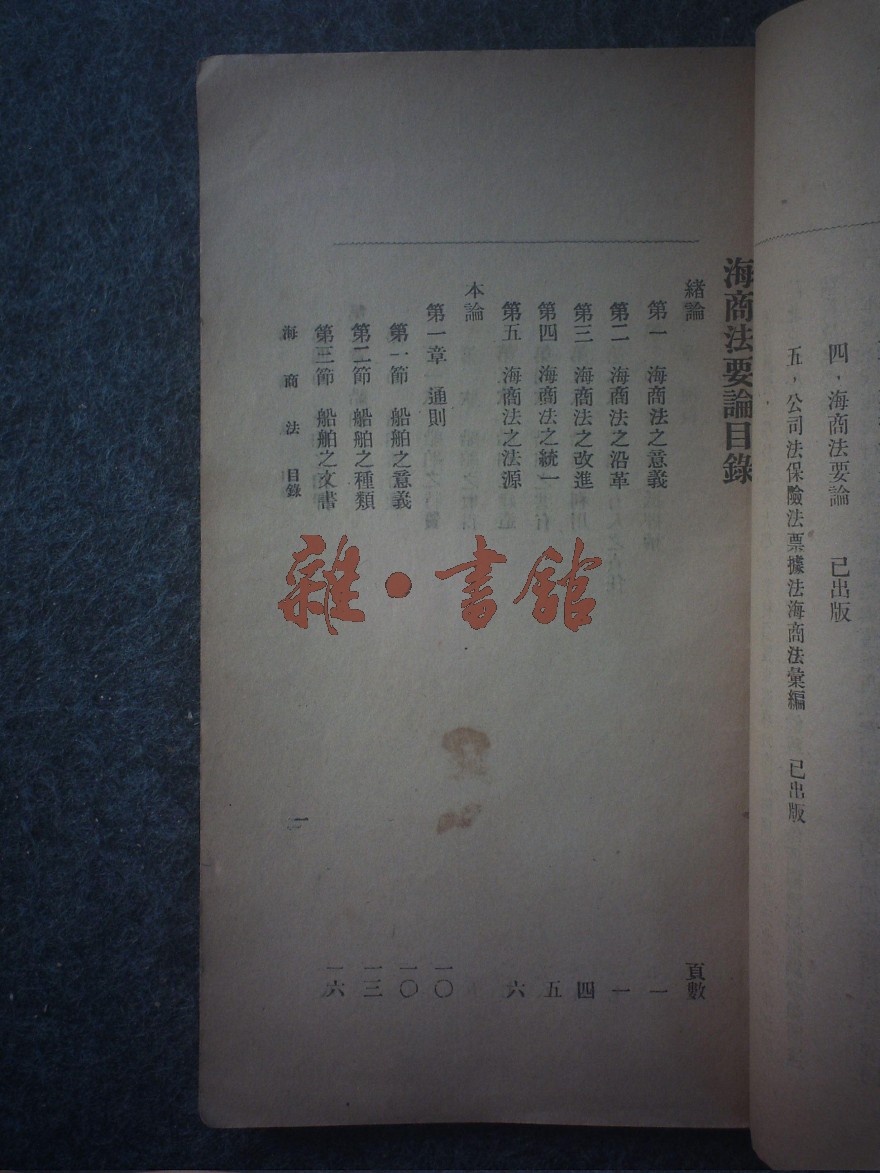 四．海商法要論　已出版
五．公司法保險法票據法海商法彙編　已出版
海商法要論目錄
緒論　頁數
第一　海商法之意義　一
第二　海商法之沿革　一
第三　海商法之改進　四
第四　海商法之統一　五
第五　海商法之法源　六
本論
第一章　通則　一〇
第一節　船舶之意義　一〇
第二節　船舶之種類　一三
第三節　船舶之文書　一六
海商法　目錄　一
雜・書館